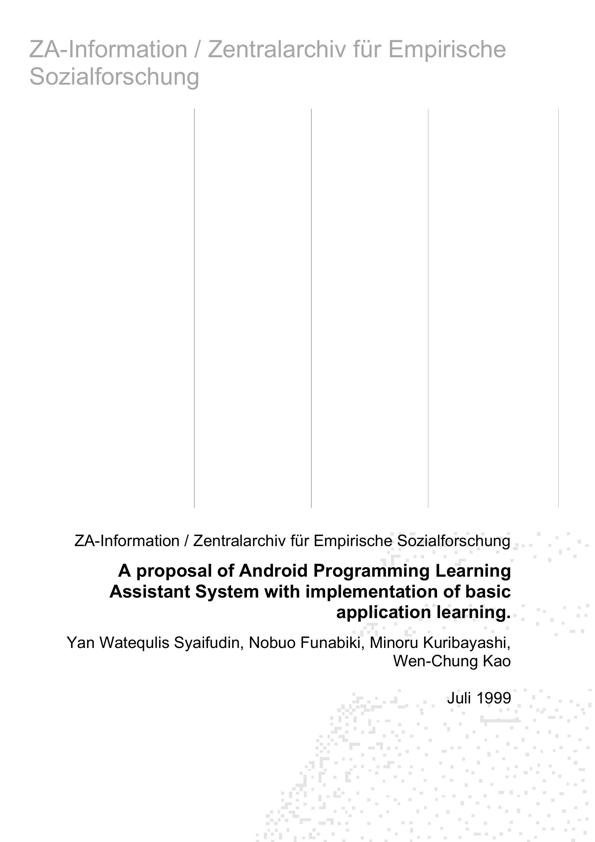 ZA-Information / Zentralarchiv für Empirische
Sozialforschung
ZA-Information / Zentralarchiv für Empirische Sozialforschung
A proposal of Android Programming Learning
Assistant System with implementation of basic
application learning.
Yan Watequlis Syaifudin, Nobuo Funabiki, Minoru Kuribayashi,
Wen-Chung Kao
Juli 1999